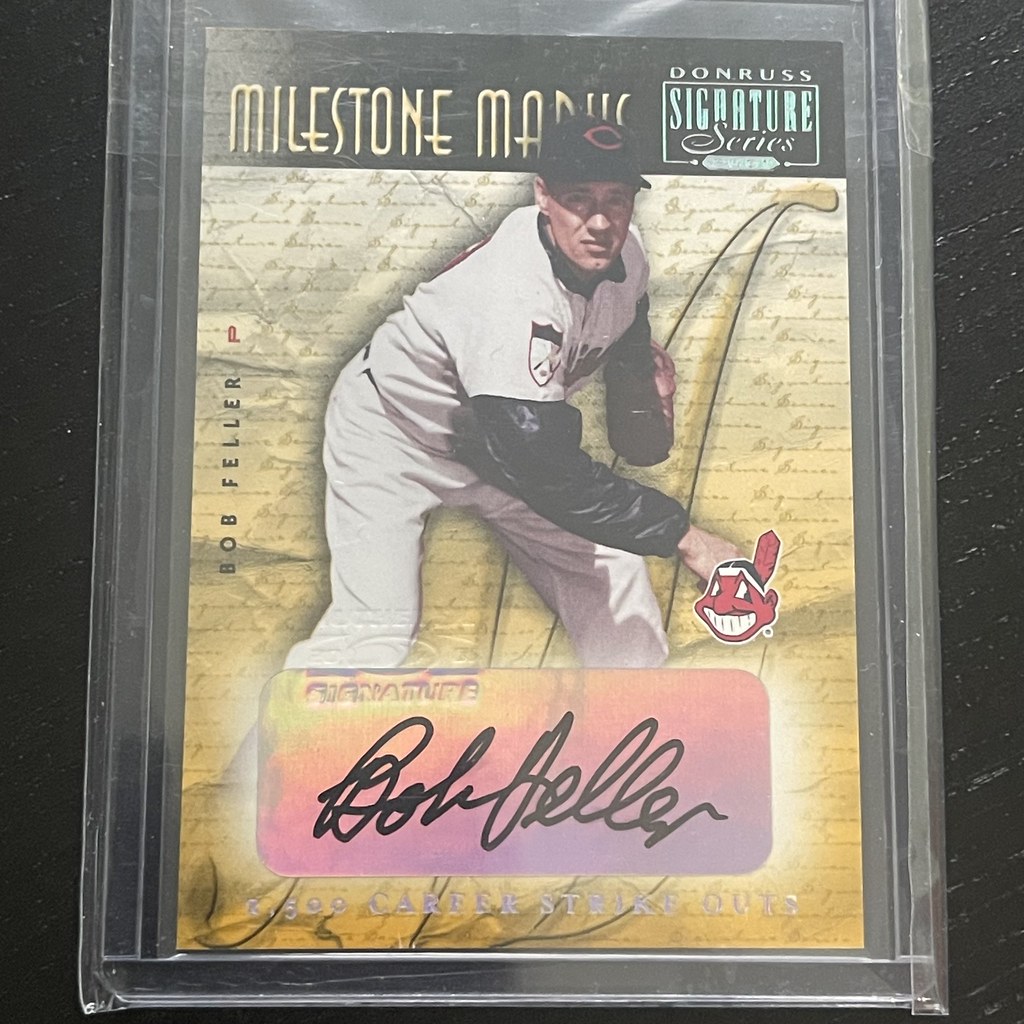 MILESTONE MARKS
DONRUSS
SIGNATURE
Series
BOB FELLER P
SIGNATURE
Bob Feller
CAREER STRIKE OUTS